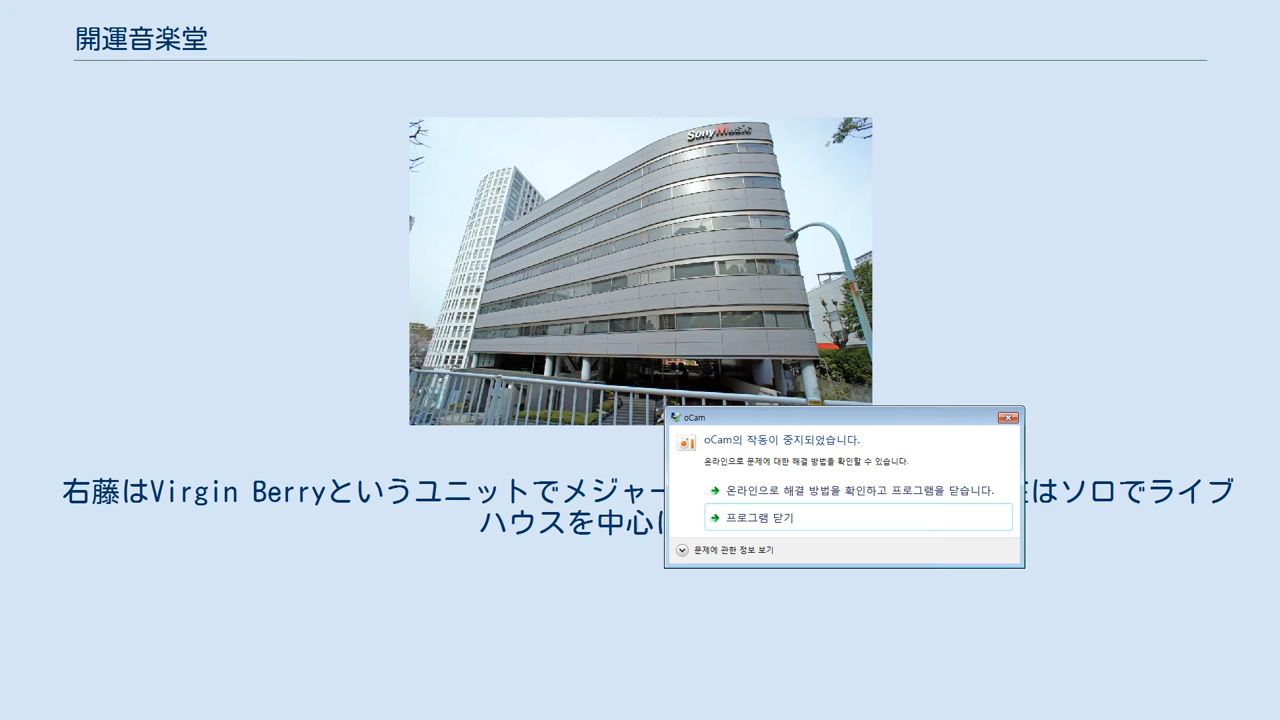 開運音楽堂
Sony Music
右藤はVirgin Berryというユニットでメジャー
はソロでライブ
ハウスを中心
oCam
oCam의 작동이 중지되었습니다.
온라인으로 문제에 대한 해결 방법을 확인할 수 있습니다.
온라인으로 해결 방법을 확인하고 프로그램을 닫습니다.
프로그램 닫기
문제에 관한 정보 보기